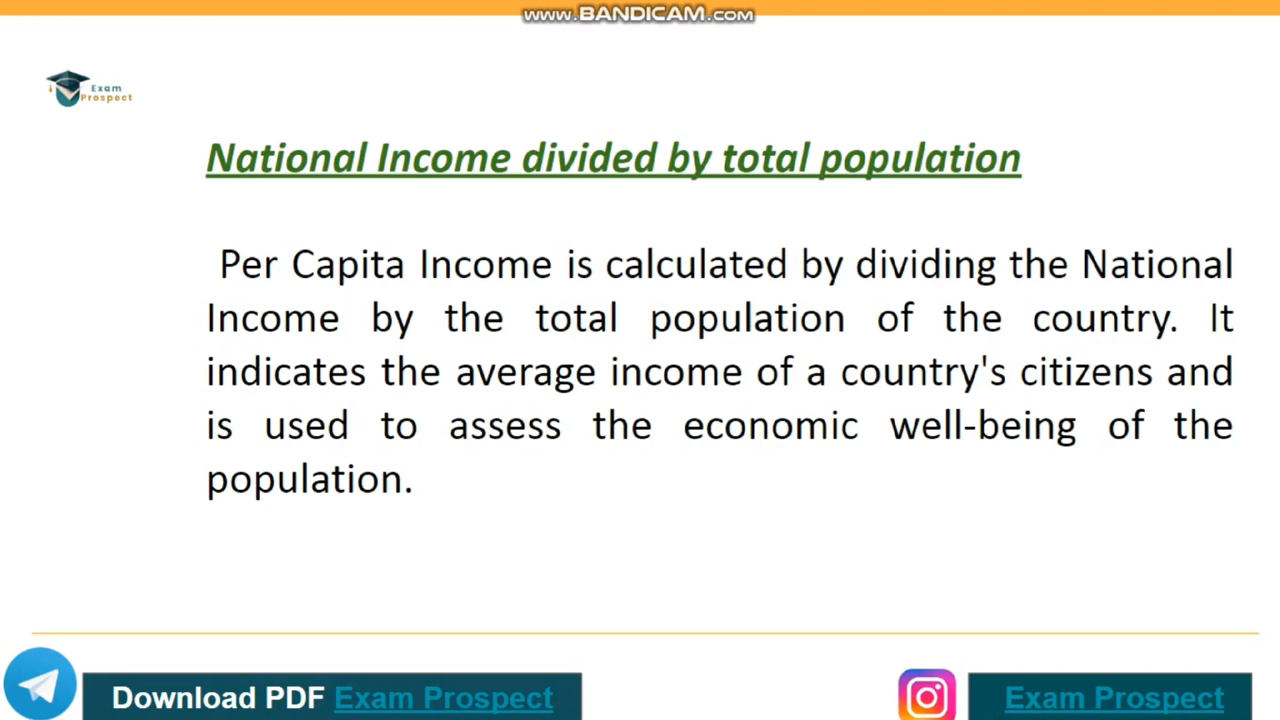 www.BANDICAM.com
Exam
Prospect
National Income divided by total population
Per Capita Income is calculated by dividing the National
Income by the total population of the country. It
indicates the average income of a country's citizens and
is used to assess the economic well-being of the
population.
Download PDF Exam Prospect
Exam Prospect